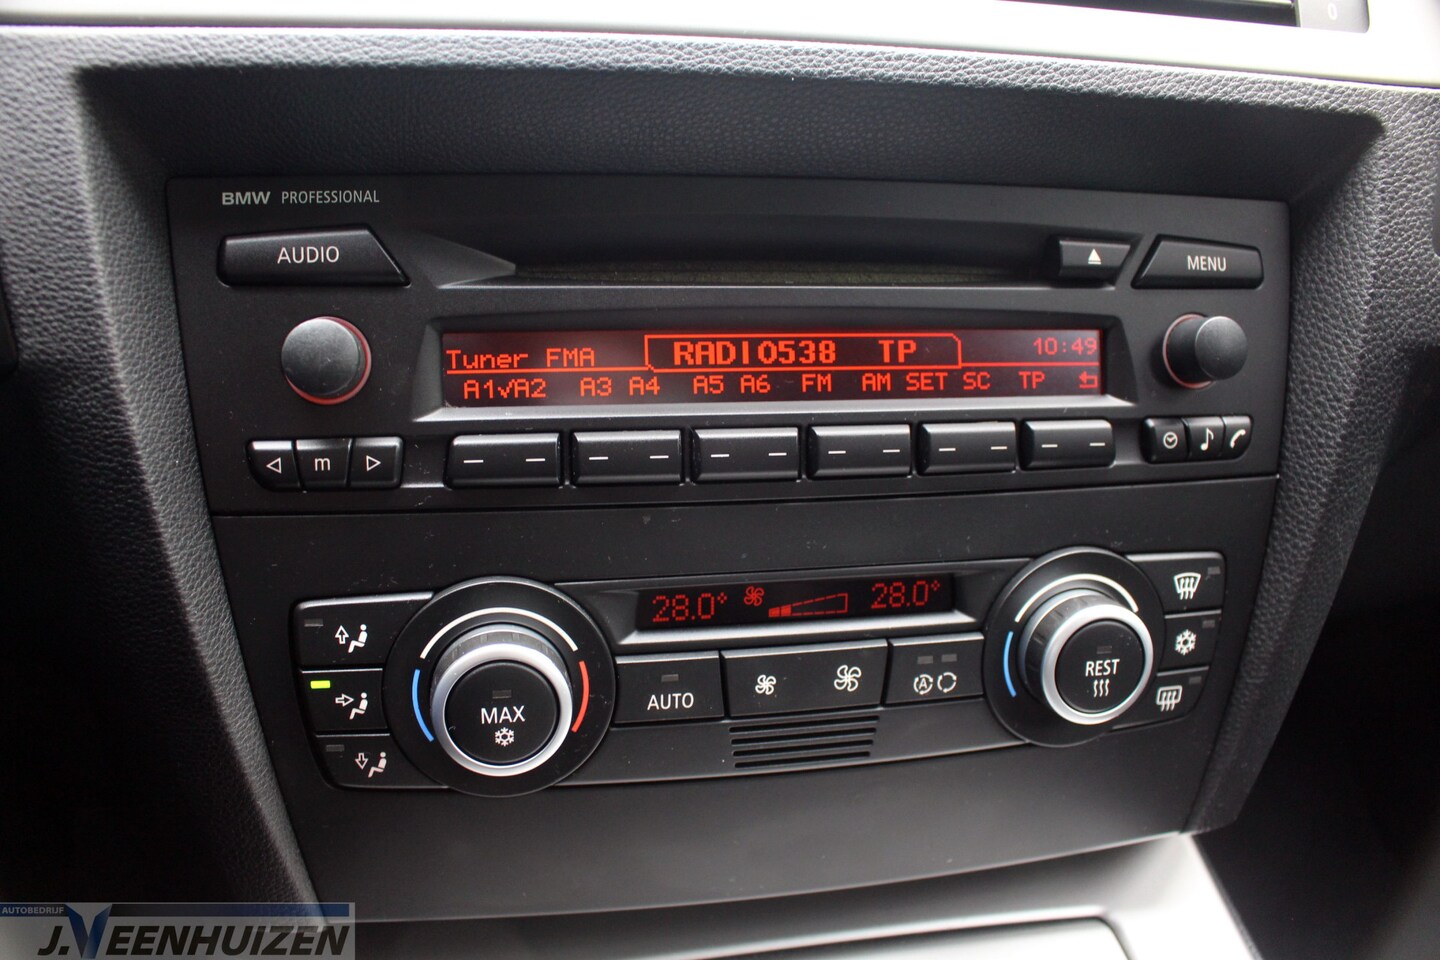 0
BMW PROFESSIONAL
AUDIO
MENU
Tuner FMA RADIO538 TP 10:49
A1√A2 A3 A4 A5 A6 FM AM SET SC TP
m
28.0° 28.0°
MAX
AUTO
A
REST
AUTOBEDRIJF
J.VEENHUIZEN